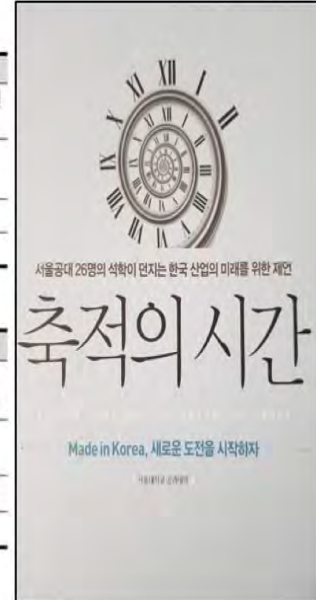 서울공대 26명의 석학이 던지는 한국 산업의 미래를 위한 제언
축적의 시간
Made in Korea, 새로운 도전을 시작하자